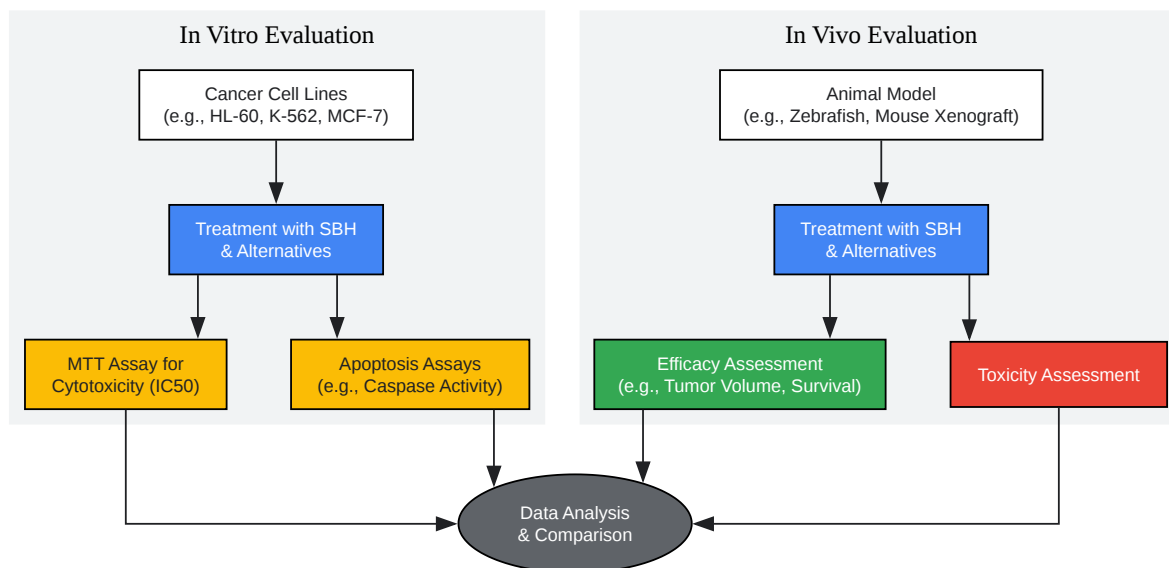 In Vitro Evaluation
Cancer Cell Lines
(e.g., HL-60, K-562, MCF-7)
Treatment with SBH
& Alternatives
MTT Assay for
Cytotoxicity (IC50)
Apoptosis Assays
(e.g., Caspase Activity)
In Vivo Evaluation
Animal Model
(e.g., Zebrafish, Mouse Xenograft)
Treatment with SBH
& Alternatives
Efficacy Assessment
(e.g., Tumor Volume, Survival)
Toxicity Assessment
Data Analysis
& Comparison